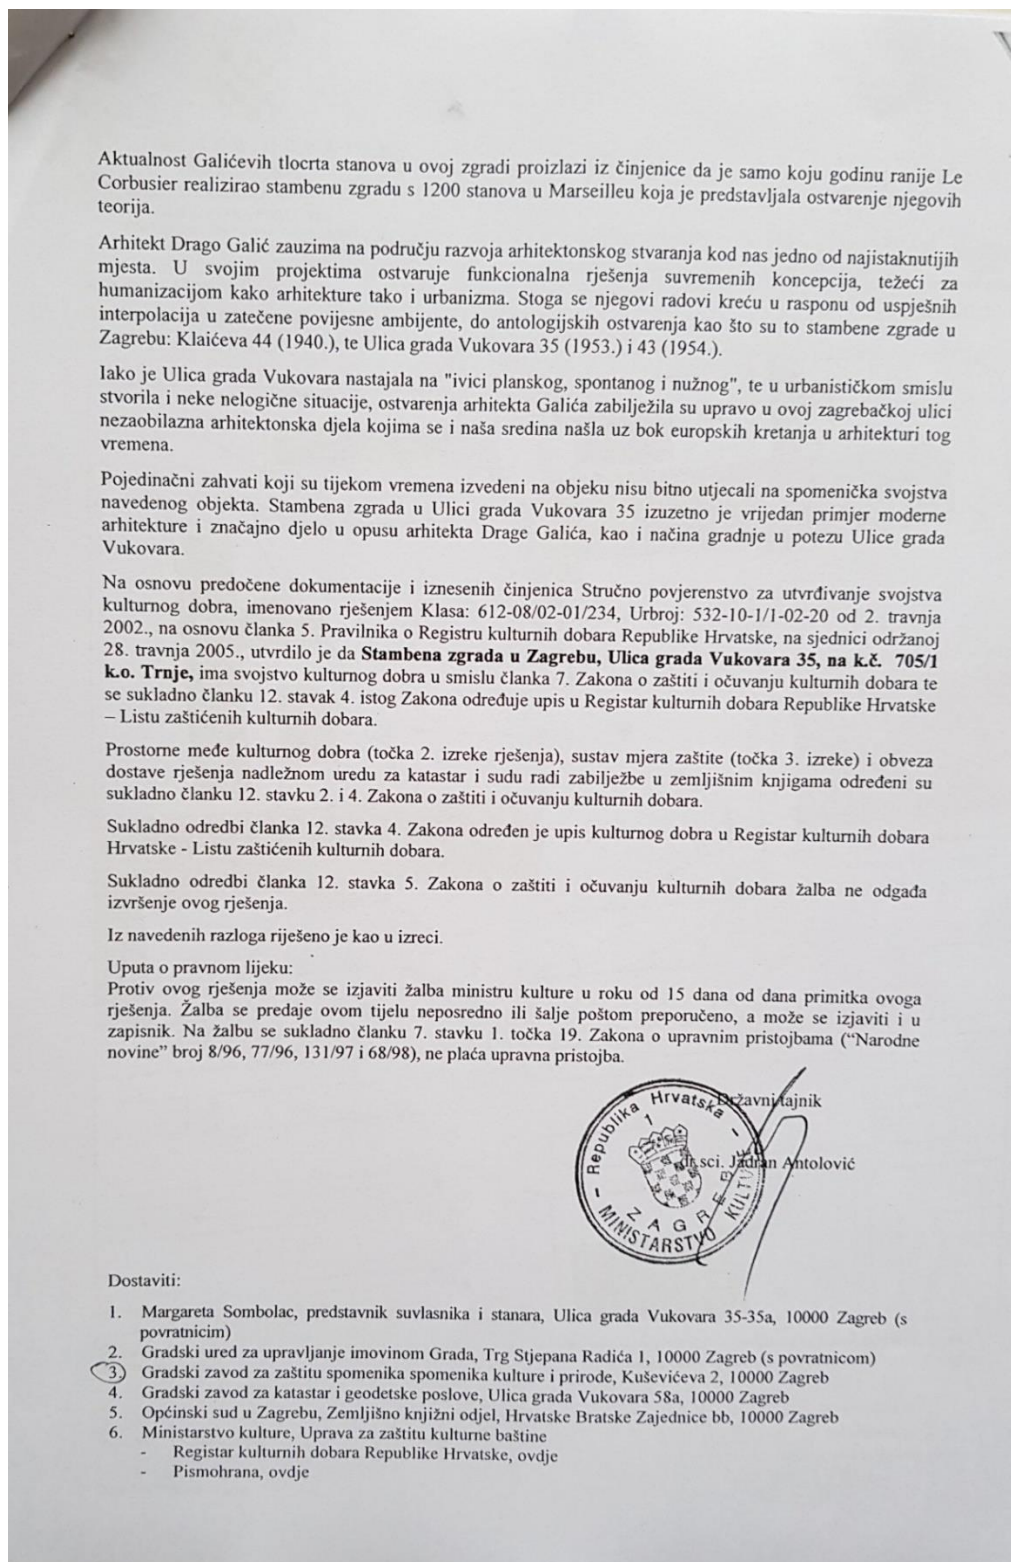 Aktualnost Galićevih tlocrta stanova u ovoj zgradi proizlazi iz činjenice da je samo koju godinu ranije Le
Corbusier realizirao stambenu zgradu s 1200 stanova u Marseilleu koja je predstavljala ostvarenje njegovih
teorija.
Arhitekt Drago Galić zauzima na području razvoja arhitektonskog stvaranja kod nas jedno od najistaknutijih
mjesta. U svojim projektima ostvaruje funkcionalna rješenja suvremenih koncepcija, težeći za
humanizacijom kako arhitekture tako i urbanizma. Stoga se njegovi radovi kreću u rasponu od uspješnih
interpolacija u zatečene povijesne ambijente, do antologijskih ostvarenja kao što su to stambene zgrade u
Zagrebu: Klaićeva 44 (1940.), te Ulica grada Vukovara 35 (1953.) i 43 (1954.).
Iako je Ulica grada Vukovara nastajala na "ivici planskog, spontanog i nužnog", te u urbanističkom smislu
stvorila i neke nelogične situacije, ostvarenja arhitekta Galića zabilježila su upravo u ovoj zagrebačkoj ulici
nezaobilazna arhitektonska djela kojima se i naša sredina našla uz bok europskih kretanja u arhitekturi tog
vremena.
Pojedinačni zahvati koji su tijekom vremena izvedeni na objeku nisu bitno utjecali na spomenička svojstva
navedenog objekta. Stambena zgrada u Ulici grada Vukovara 35 izuzetno je vrijedan primjer moderne
arhitekture i značajno djelo u opusu arhitekta Drage Galića, kao i načina gradnje u potezu Ulice grada
Vukovara.
Na osnovu predočene dokumentacije i iznesenih činjenica Stručno povjerenstvo za utvrđivanje svojstva
kulturnog dobra, imenovano rješenjem Klasa: 612-08/02-01/234, Urbroj: 532-10-1/1-02-20 od 2. travnja
2002., na osnovu članka 5. Pravilnika o Registru kulturnih dobara Republike Hrvatske, na sjednici održanoj
28. travnja 2005., utvrdilo je da Stambena zgrada u Zagrebu, Ulica grada Vukovara 35, na k.č. 705/1
k.o. Trnje, ima svojstvo kulturnog dobra u smislu članka 7. Zakona o zaštiti i očuvanju kulturnih dobara te
se sukladno članku 12. stavak 4. istog Zakona određuje upis u Registar kulturnih dobara Republike Hrvatske
– Listu zaštićenih kulturnih dobara.
Prostorne međe kulturnog dobra (točka 2. izreke rješenja), sustav mjera zaštite (točka 3. izreke) i obveza
dostave rješenja nadležnom uredu za katastar i sudu radi zabilježbe u zemljišnim knjigama određeni su
sukladno članku 12. stavku 2. i 4. Zakona o zaštiti i očuvanju kulturnih dobara.
Sukladno odredbi članka 12. stavka 4. Zakona određen je upis kulturnog dobra u Registar kulturnih dobara
Hrvatske - Listu zaštićenih kulturnih dobara.
Sukladno odredbi članka 12. stavka 5. Zakona o zaštiti i očuvanju kulturnih dobara žalba ne odgađa
izvršenje ovog rješenja.
Iz navedenih razloga riješeno je kao u izreci.
Uputa o pravnom lijeku:
Protiv ovog rješenja može se izjaviti žalba ministru kulture u roku od 15 dana od dana primitka ovoga
rješenja. Žalba se predaje ovom tijelu neposredno ili šalje poštom preporučeno, a može se izjaviti i u
zapisnik. Na žalbu se sukladno članku 7. stavku 1. točka 19. Zakona o upravnim pristojbama (“Narodne
novine” broj 8/96, 77/96, 131/97 i 68/98), ne plaća upravna pristojba.
Državni tajnik
dr.sci. Jadran Antolović
– Republika Hrvatska –
1
MINISTARSTVO KULTURE
ZAGREB
Dostaviti:
1. Margareta Sombolac, predstavnik suvlasnika i stanara, Ulica grada Vukovara 35-35a, 10000 Zagreb (s
povratnicim)
2. Gradski ured za upravljanje imovinom Grada, Trg Stjepana Radića 1, 10000 Zagreb (s povratnicom)
3. Gradski zavod za zaštitu spomenika spomenika kulture i prirode, Kuševićeva 2, 10000 Zagreb
4. Gradski zavod za katastar i geodetske poslove, Ulica grada Vukovara 58a, 10000 Zagreb
5. Općinski sud u Zagrebu, Zemljišno knjižni odjel, Hrvatske Bratske Zajednice bb, 10000 Zagreb
6. Ministarstvo kulture, Uprava za zaštitu kulturne baštine
- Registar kulturnih dobara Republike Hrvatske, ovdje
- Pismohrana, ovdje